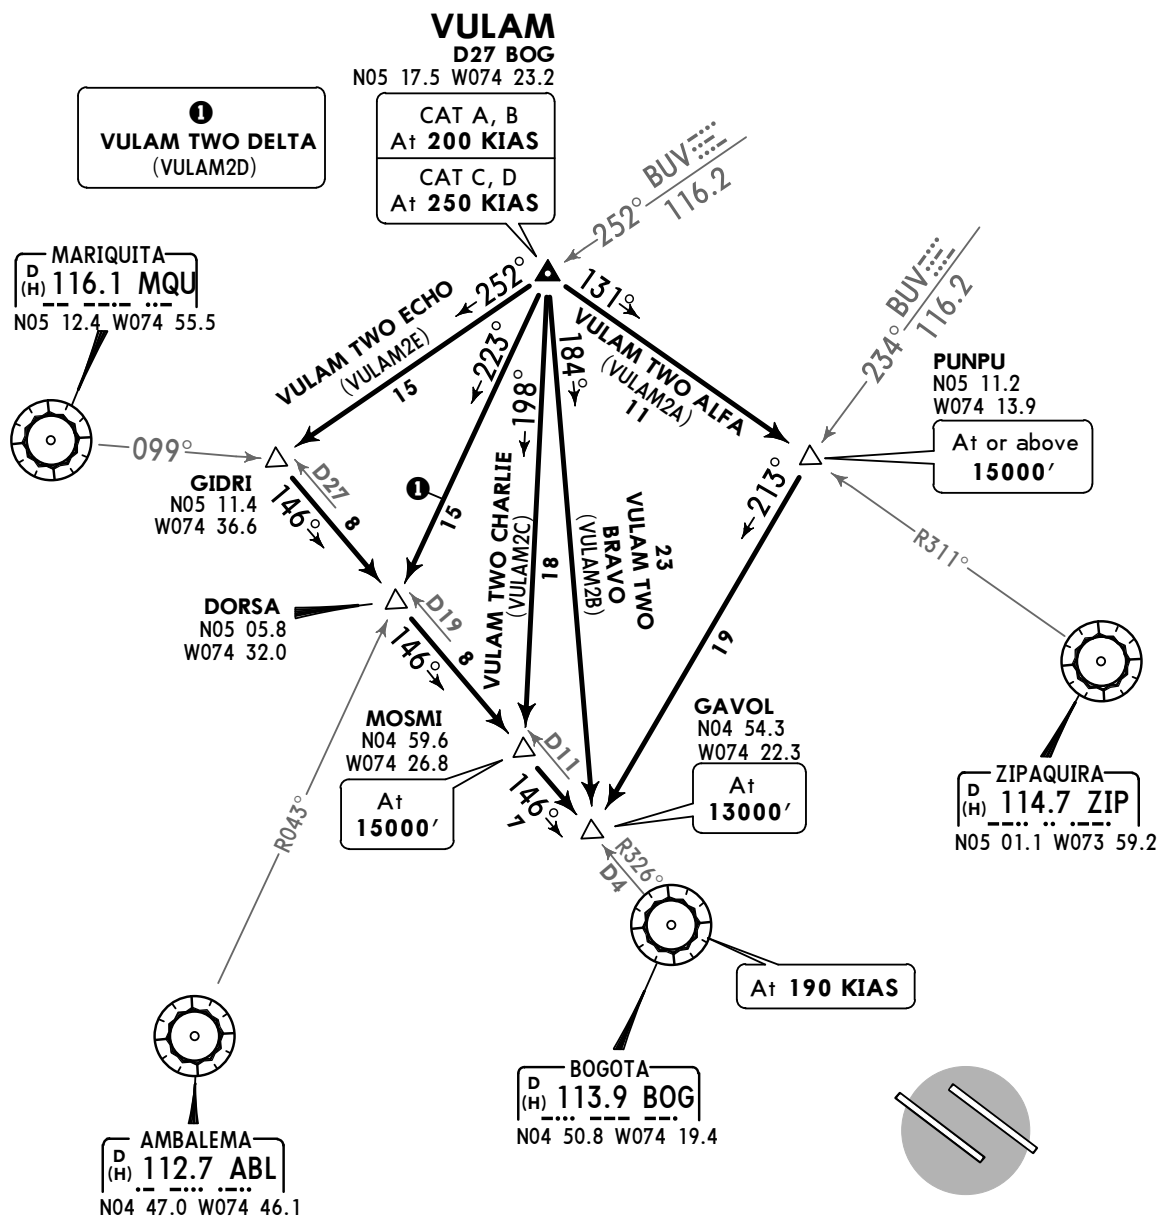 VULAM
D27 BOG
N05 17.5 W074 23.2
CAT A, B
At 200 KIAS
CAT C, D
At 250 KIAS
1
VULAM TWO DELTA
(VULAM2D)
252° BUV
116.2
234° BUV
116.2
MARIQUITA
D
(H) 116.1 MQU
N05 12.4 W074 55.5
252°
VULAM TWO ECHO
(VULAM2E)
15
223°
1
15
198°
VULAM TWO CHARLIE
(VULAM2C)
18
184°
23
VULAM TWO
BRAVO
(VULAM2B)
131°
VULAM TWO ALFA
(VULAM2A)
11
PUNPU
N05 11.2
W074 13.9
At or above
15000′
213°
19
R311°
099°
GIDRI
N05 11.4
W074 36.6
D27
146°
8
DORSA
N05 05.8
W074 32.0
D19
146°
8
MOSMI
N04 59.6
W074 26.8
At
15000′
D11
146°
7
GAVOL
N04 54.3
W074 22.3
At
13000′
R326°
D4
R043°
ZIPAQUIRA
D
(H) 114.7 ZIP
N05 01.1 W073 59.2
At 190 KIAS
BOGOTA
D
(H) 113.9 BOG
N04 50.8 W074 19.4
AMBALEMA
D
(H) 112.7 ABL
N04 47.0 W074 46.1